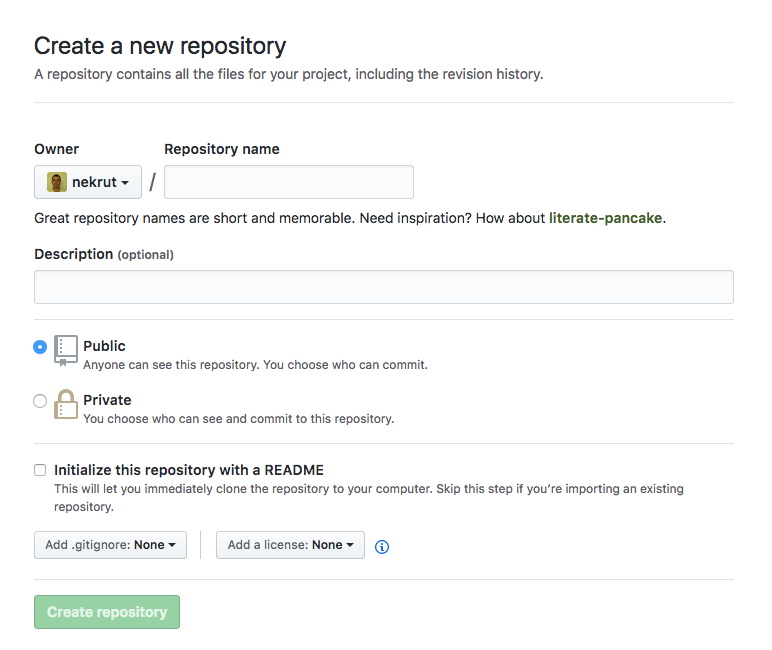 Create a new repository
A repository contains all the files for your project, including the revision history.
Owner
Repository name
nekrut
/
Great repository names are short and memorable. Need inspiration? How about literate-pancake.
Description (optional)
Public
Anyone can see this repository. You choose who can commit.
Private
You choose who can see and commit to this repository.
Initialize this repository with a README
This will let you immediately clone the repository to your computer. Skip this step if you’re importing an existing
repository.
Add .gitignore: None
Add a license: None
Create repository